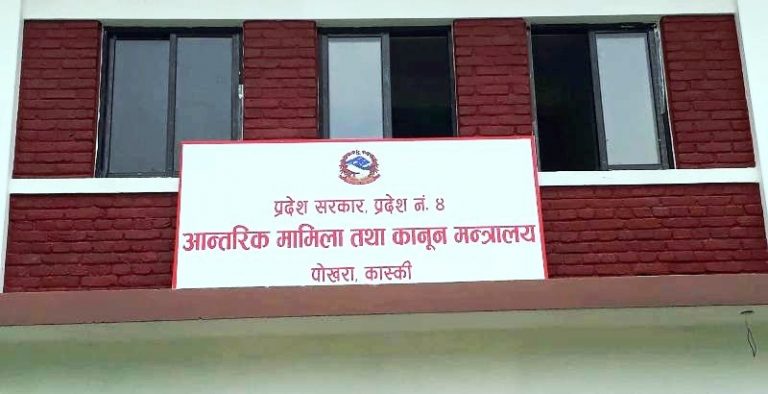 प्रदेश सरकार, प्रदेश नं. ४
आन्तरिक मामिला तथा कानून मन्त्रालय
पोखरा, कास्की